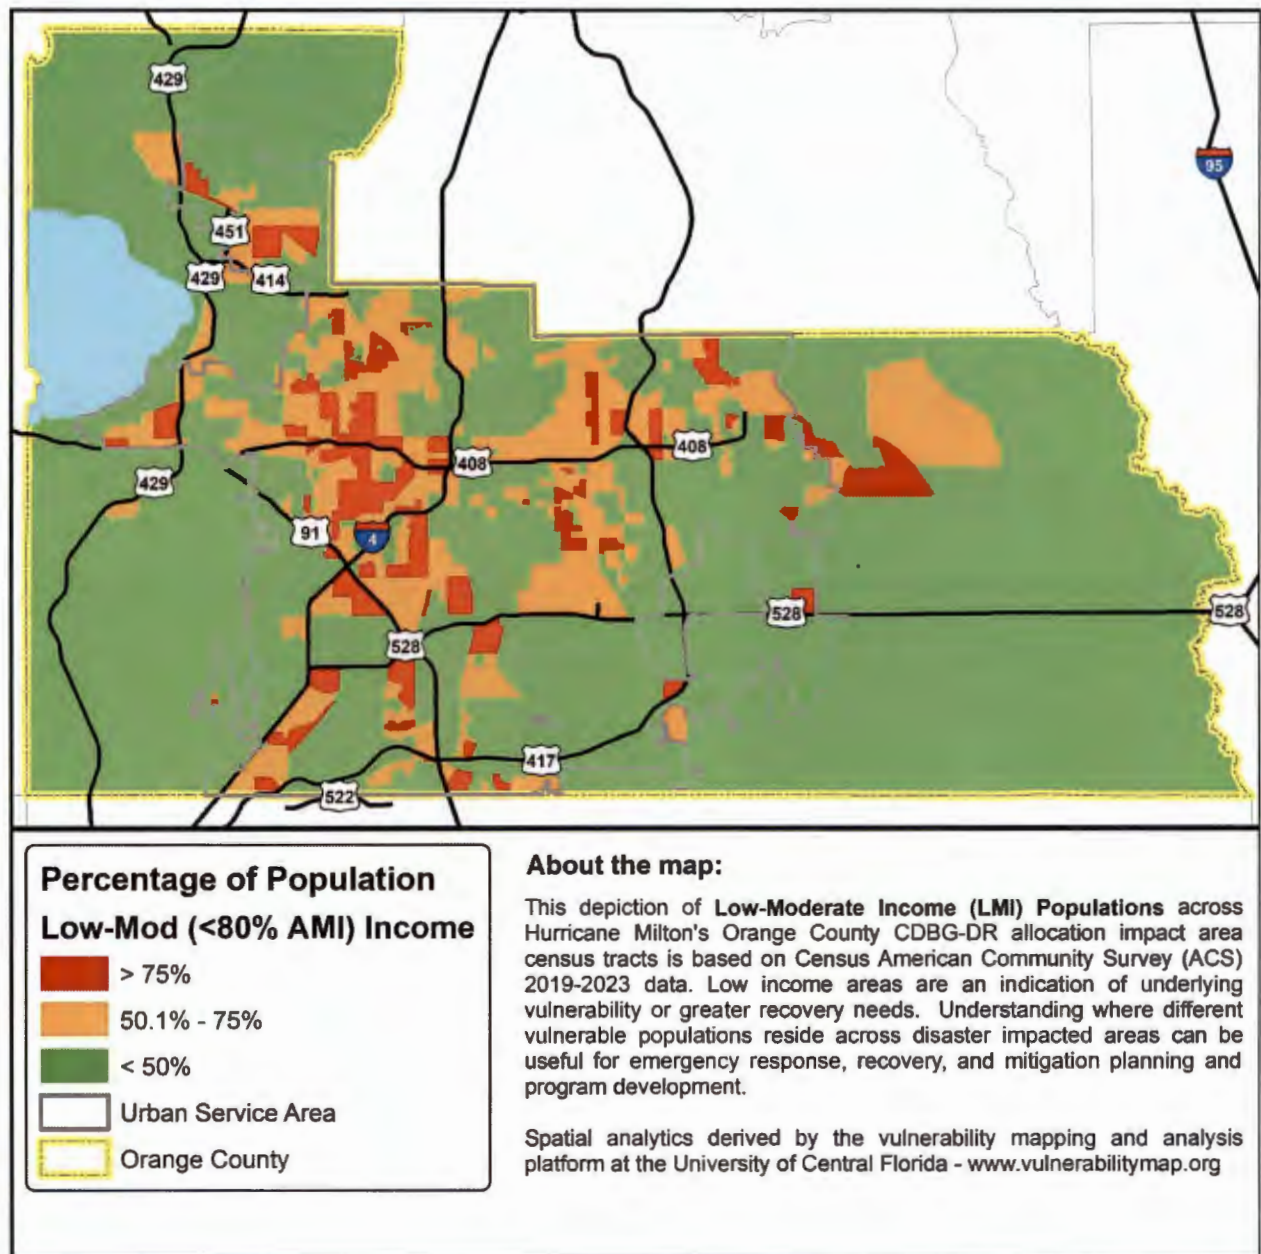 429
95
451
429
414
408
408
429
91
4
528
528
528
417
522
Percentage of Population
Low-Mod (<80% AMI) Income
> 75%
50.1% - 75%
< 50%
Urban Service Area
Orange County
About the map:
This depiction of Low-Moderate Income (LMI) Populations across
Hurricane Milton's Orange County CDBG-DR allocation impact area
census tracts is based on Census American Community Survey (ACS)
2019-2023 data. Low income areas are an indication of underlying
vulnerability or greater recovery needs. Understanding where different
vulnerable populations reside across disaster impacted areas can be
useful for emergency response, recovery, and mitigation planning and
program development.
Spatial analytics derived by the vulnerability mapping and analysis
platform at the University of Central Florida - www.vulnerabilitymap.org